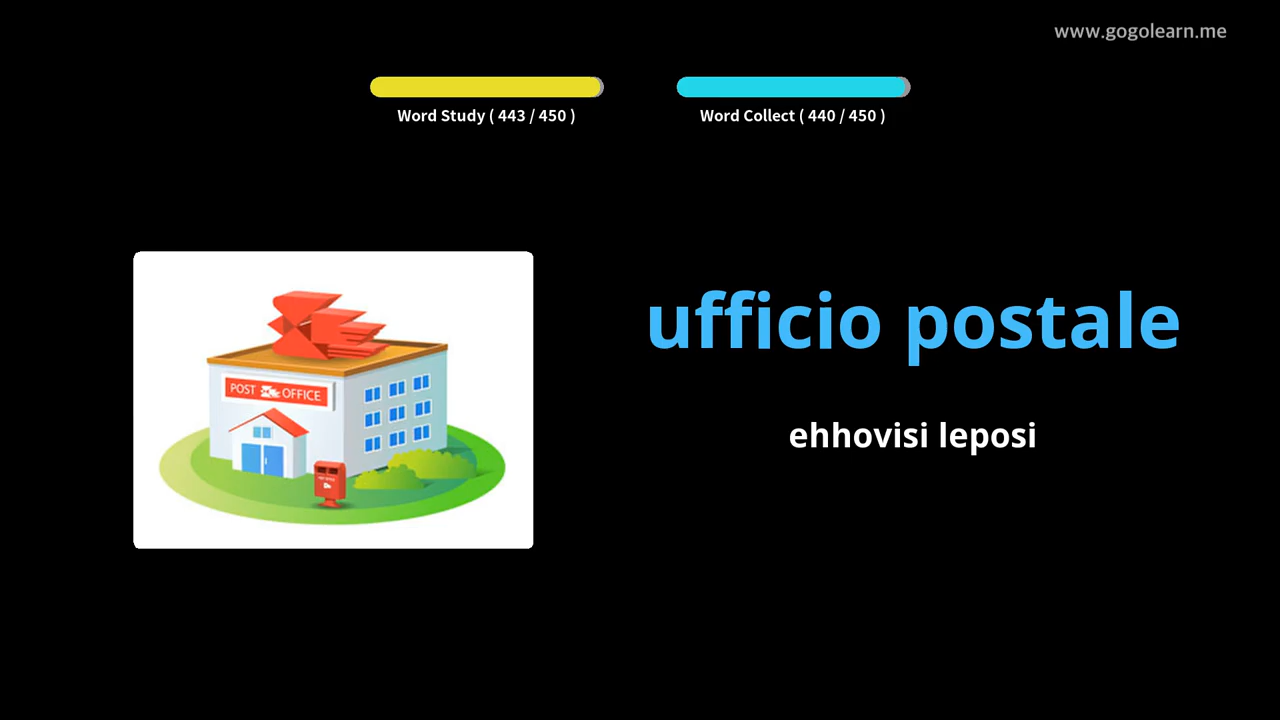 www.gogolearn.me
Word Study ( 443 / 450 )
Word Collect ( 440 / 450 )
POST OFFICE
ufficio postale
ehhovisi leposi